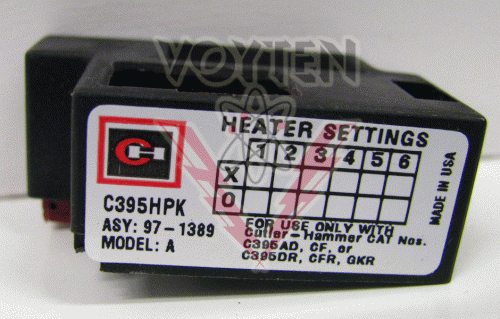 VOYTEN
HEATER SETTINGS
1 2 3 4 5 6
X
O
C395HPK
ASY: 97-1389
MODEL: A
FOR USE ONLY WITH
Cutler-Hammer CAT Nos.
C395AD, CF, or
C395DR, CFR, GKR
MADE IN USA